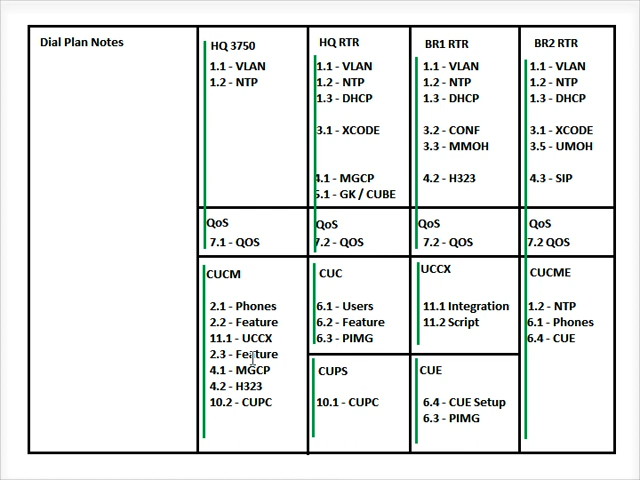 Dial Plan Notes
HQ 3750
1.1 - VLAN
1.2 - NTP
HQ RTR
1.1 - VLAN
1.2 - NTP
1.3 - DHCP
3.1 - XCODE
4.1 - MGCP
5.1 - GK / CUBE
BR1 RTR
1.1 - VLAN
1.2 - NTP
1.3 - DHCP
3.2 - CONF
3.3 - MMOH
4.2 - H323
BR2 RTR
1.1 - VLAN
1.2 - NTP
1.3 - DHCP
3.1 - XCODE
3.5 - UMOH
4.3 - SIP
QoS
7.1 - QOS
QoS
7.2 - QOS
QoS
7.2 - QOS
QoS
7.2 QOS
CUCM
2.1 - Phones
2.2 - Feature
11.1 - UCCX
2.3 - Feature
4.1 - MGCP
4.2 - H323
10.2 - CUPC
CUC
6.1 - Users
6.2 - Feature
6.3 - PIMG
CUPS
10.1 - CUPC
UCCX
11.1 Integration
11.2 Script
CUE
6.4 - CUE Setup
6.3 - PIMG
CUCME
1.2 - NTP
6.1 - Phones
6.4 - CUE